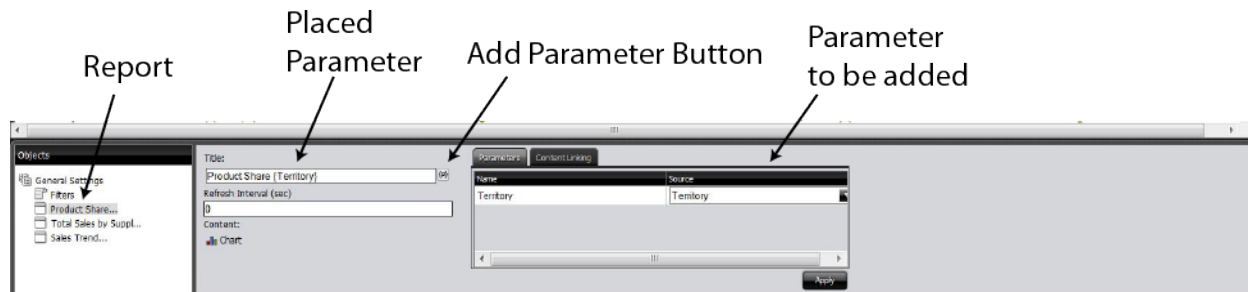 Placed
Parameter
Report
Add Parameter Button
Parameter
to be added
Objects
General Settings
Filters
Product Share...
Total Sales by Suppl...
Sales Trend...
Title:
Product Share {Territory}
Refresh Interval (sec)
0
Content:
Chart
Parameters Content Linking
Name Source
Territory Territory
Apply